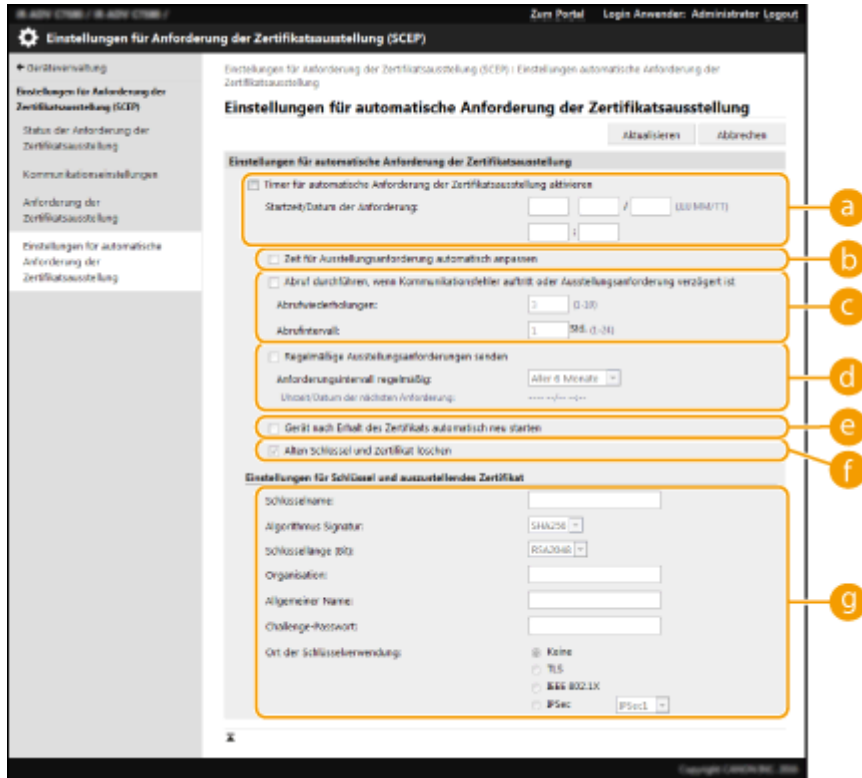 Zum Portal Login Anwender: Administrator Logout
Einstellungen für Anforderung der Zertifikatsausstellung (SCEP)
Geräteverwaltung
Einstellungen für Anforderung der
Zertifikatsausstellung (SCEP)
Status der Anforderung der
Zertifikatsausstellung
Kommunikationseinstellungen
Anforderung der
Zertifikatsausstellung
Einstellungen für automatische
Anforderung der
Zertifikatsausstellung
Einstellungen für Anforderung der Zertifikatsausstellung (SCEP) : Einstellungen automatische Anforderung der
Zertifikatsausstellung
Einstellungen für automatische Anforderung der Zertifikatsausstellung
Aktualisieren Abbrechen
Einstellungen für automatische Anforderung der Zertifikatsausstellung
Timer für automatische Anforderung der Zertifikatsausstellung aktivieren
Startzeit/Datum der Anforderung: / (JJJJ MM/TT)
:
a
Zeit für Ausstellungsanforderung automatisch anpassen
b
Abruf durchführen, wenn Kommunikationsfehler auftritt oder Ausstellungsanforderung verzögert ist
Abrufwiederholungen: 3 (1-10)
Abrufintervall: 1 Std. (1-24)
c
Regelmäßige Ausstellungsanforderungen senden
Anforderungsintervall regelmäßig: Aller 6 Monate
Uhrzeit/Datum der nächsten Anforderung: ---- --/-- --:--
d
Gerät nach Erhalt des Zertifikats automatisch neu starten
e
Alten Schlüssel und Zertifikat löschen
f
Einstellungen für Schlüssel und auszustellendes Zertifikat
Schlüsselname:
Algorithmus Signatur: SHA256
Schlüssellänge (Bit): RSA2048
Organisation:
Allgemeiner Name:
Challenge-Passwort:
Ort der Schlüsselverwendung: Keine
TLS
IEEE 802.1X
IPSec IPSec1
g
Copyright CANON INC. 2016